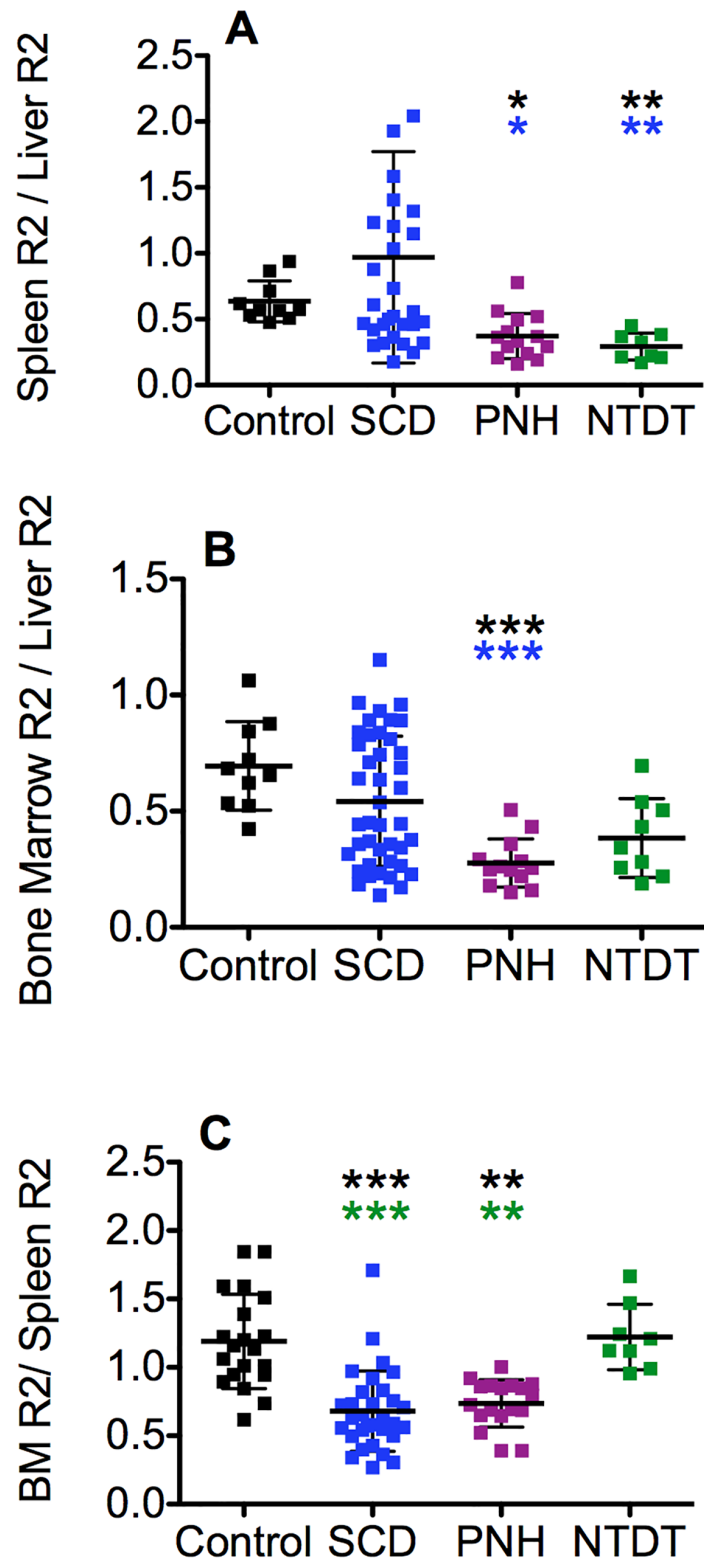 A
Spleen R2 / Liver R2
2.5
2.0
1.5
1.0
0.5
0.0
* **
* **
Control SCD PNH NTDT
B
Bone Marrow R2 / Liver R2
1.5
1.0
0.5
0.0
***
***
Control SCD PNH NTDT
C
BM R2/ Spleen R2
2.5
2.0
1.5
1.0
0.5
0.0
*** **
*** **
Control SCD PNH NTDT